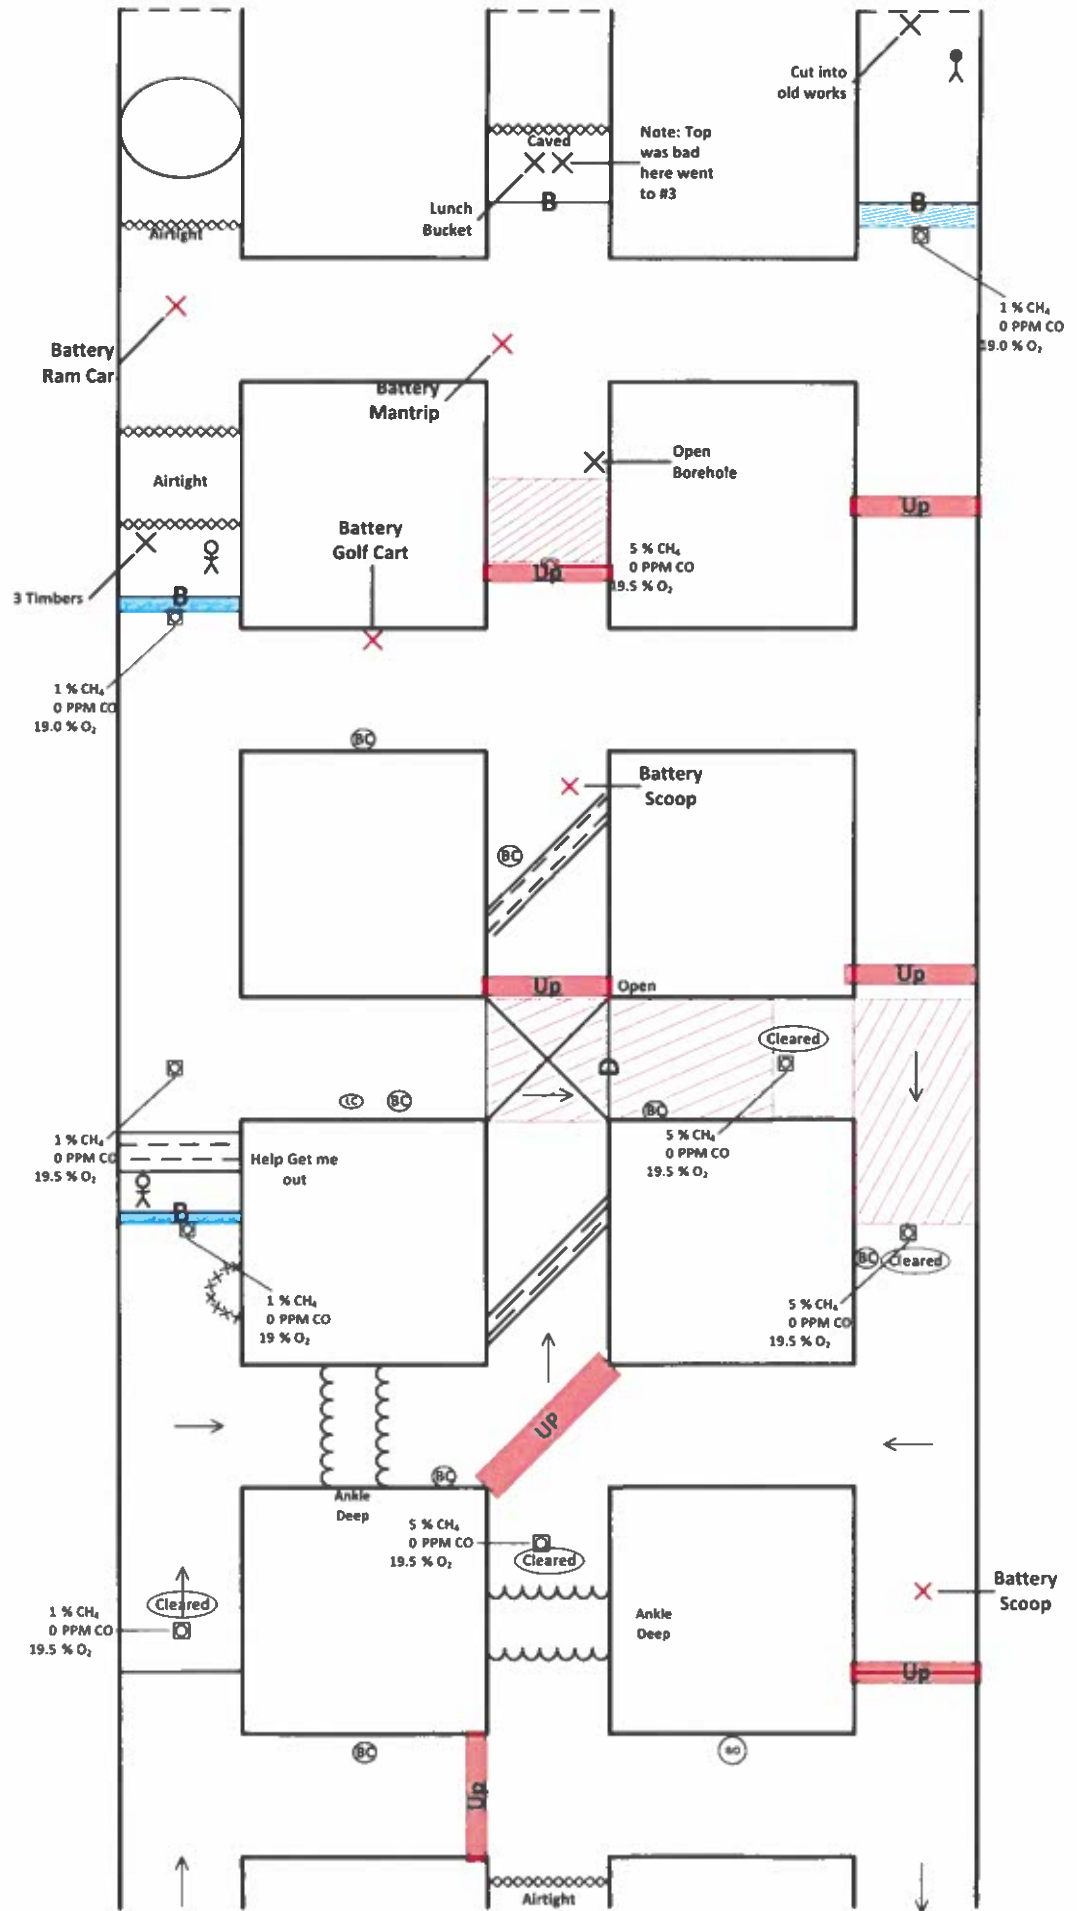 Cut into
old works
Caved
Note: Top
was bad
here went
to #3
Lunch
Bucket
B
B
Airtight
1 % CH₄
0 PPM CO
19.0 % O₂
Battery
Ram Car
Battery
Mantrip
Open
Borehole
Airtight
Up
Battery
Golf Cart
Up
5 % CH₄
0 PPM CO
19.5 % O₂
3 Timbers
B
1 % CH₄
0 PPM CO
19.0 % O₂
BC
Battery
Scoop
BC
Up
Up
Open
Cleared
D
BC
BC
1 % CH₄
0 PPM CO
19.5 % O₂
5 % CH₄
0 PPM CO
19.5 % O₂
Help Get me
out
B
BC
Cleared
1 % CH₄
0 PPM CO
19 % O₂
5 % CH₄
0 PPM CO
19.5 % O₂
UP
BC
Ankle
Deep
5 % CH₄
0 PPM CO
19.5 % O₂
Cleared
Battery
Scoop
Cleared
1 % CH₄
0 PPM CO
19.5 % O₂
Ankle
Deep
Up
BC
Up
Airtight